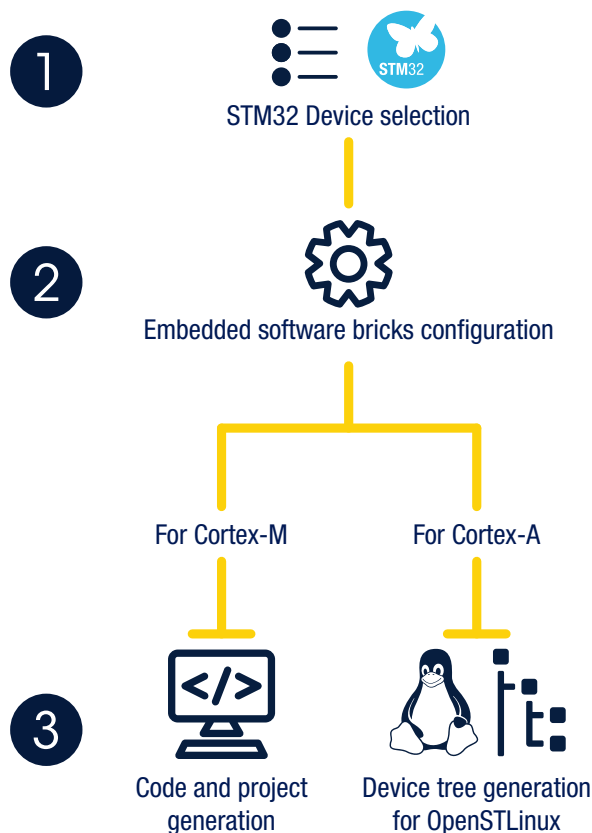 1
STM32
STM32 Device selection
2
Embedded software bricks configuration
For Cortex-M
For Cortex-A
</>
3
Code and project
generation
Device tree generation
for OpenSTLinux